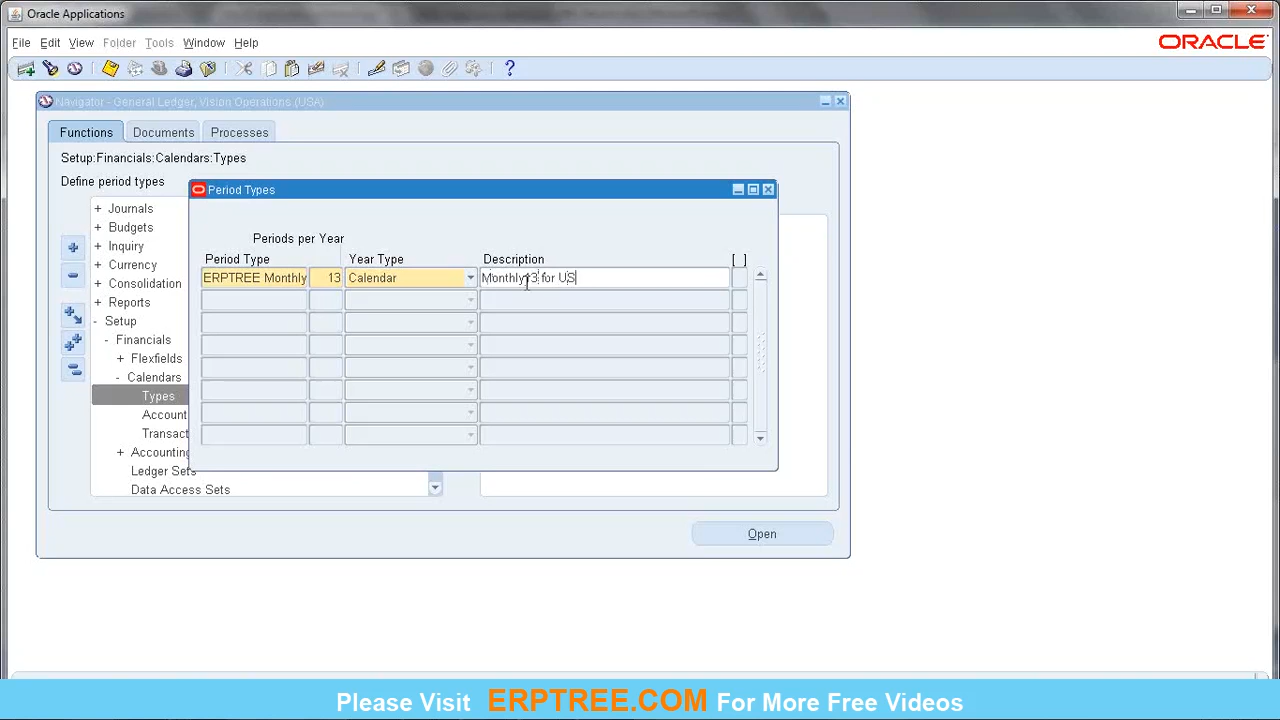 Oracle Applications
File Edit View Folder Tools Window Help
ORACLE
Navigator - General Ledger, Vision Operations (USA)
Functions Documents Processes
Setup:Financials:Calendars:Types
Define period types
+ Journals
+ Budgets
+ Inquiry
+ Currency
+ Consolidation
+ Reports
- Setup
- Financials
+ Flexfields
- Calendars
Types
Account
Transact
+ Accounting
Ledger Sets
Data Access Sets
Period Types
Periods per Year
Period Type Year Type Description [ ]
ERPTREE Monthly 13 Calendar Monthly13 for US
Open
Please Visit ERPTREE.COM For More Free Videos